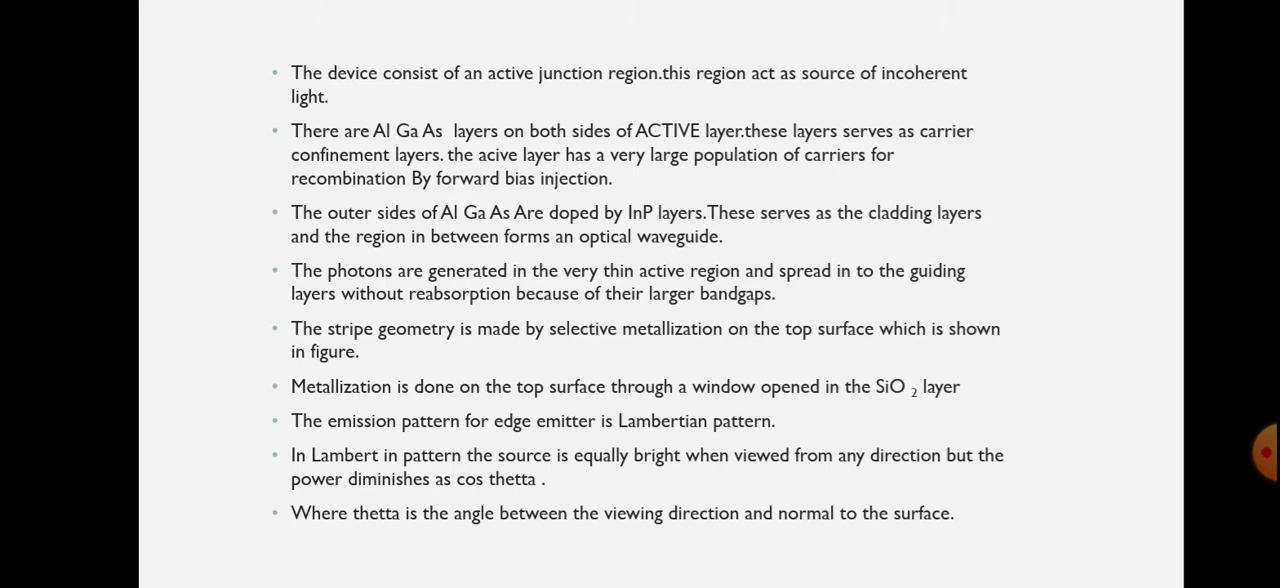 • The device consist of an active junction region.this region act as source of incoherent
light.
• There are Al Ga As layers on both sides of ACTIVE layer.these layers serves as carrier
confinement layers. the acive layer has a very large population of carriers for
recombination By forward bias injection.
• The outer sides of Al Ga As Are doped by InP layers.These serves as the cladding layers
and the region in between forms an optical waveguide.
• The photons are generated in the very thin active region and spread in to the guiding
layers without reabsorption because of their larger bandgaps.
• The stripe geometry is made by selective metallization on the top surface which is shown
in figure.
• Metallization is done on the top surface through a window opened in the SiO ₂ layer
• The emission pattern for edge emitter is Lambertian pattern.
• In Lambert in pattern the source is equally bright when viewed from any direction but the
power diminishes as cos thetta .
• Where thetta is the angle between the viewing direction and normal to the surface.